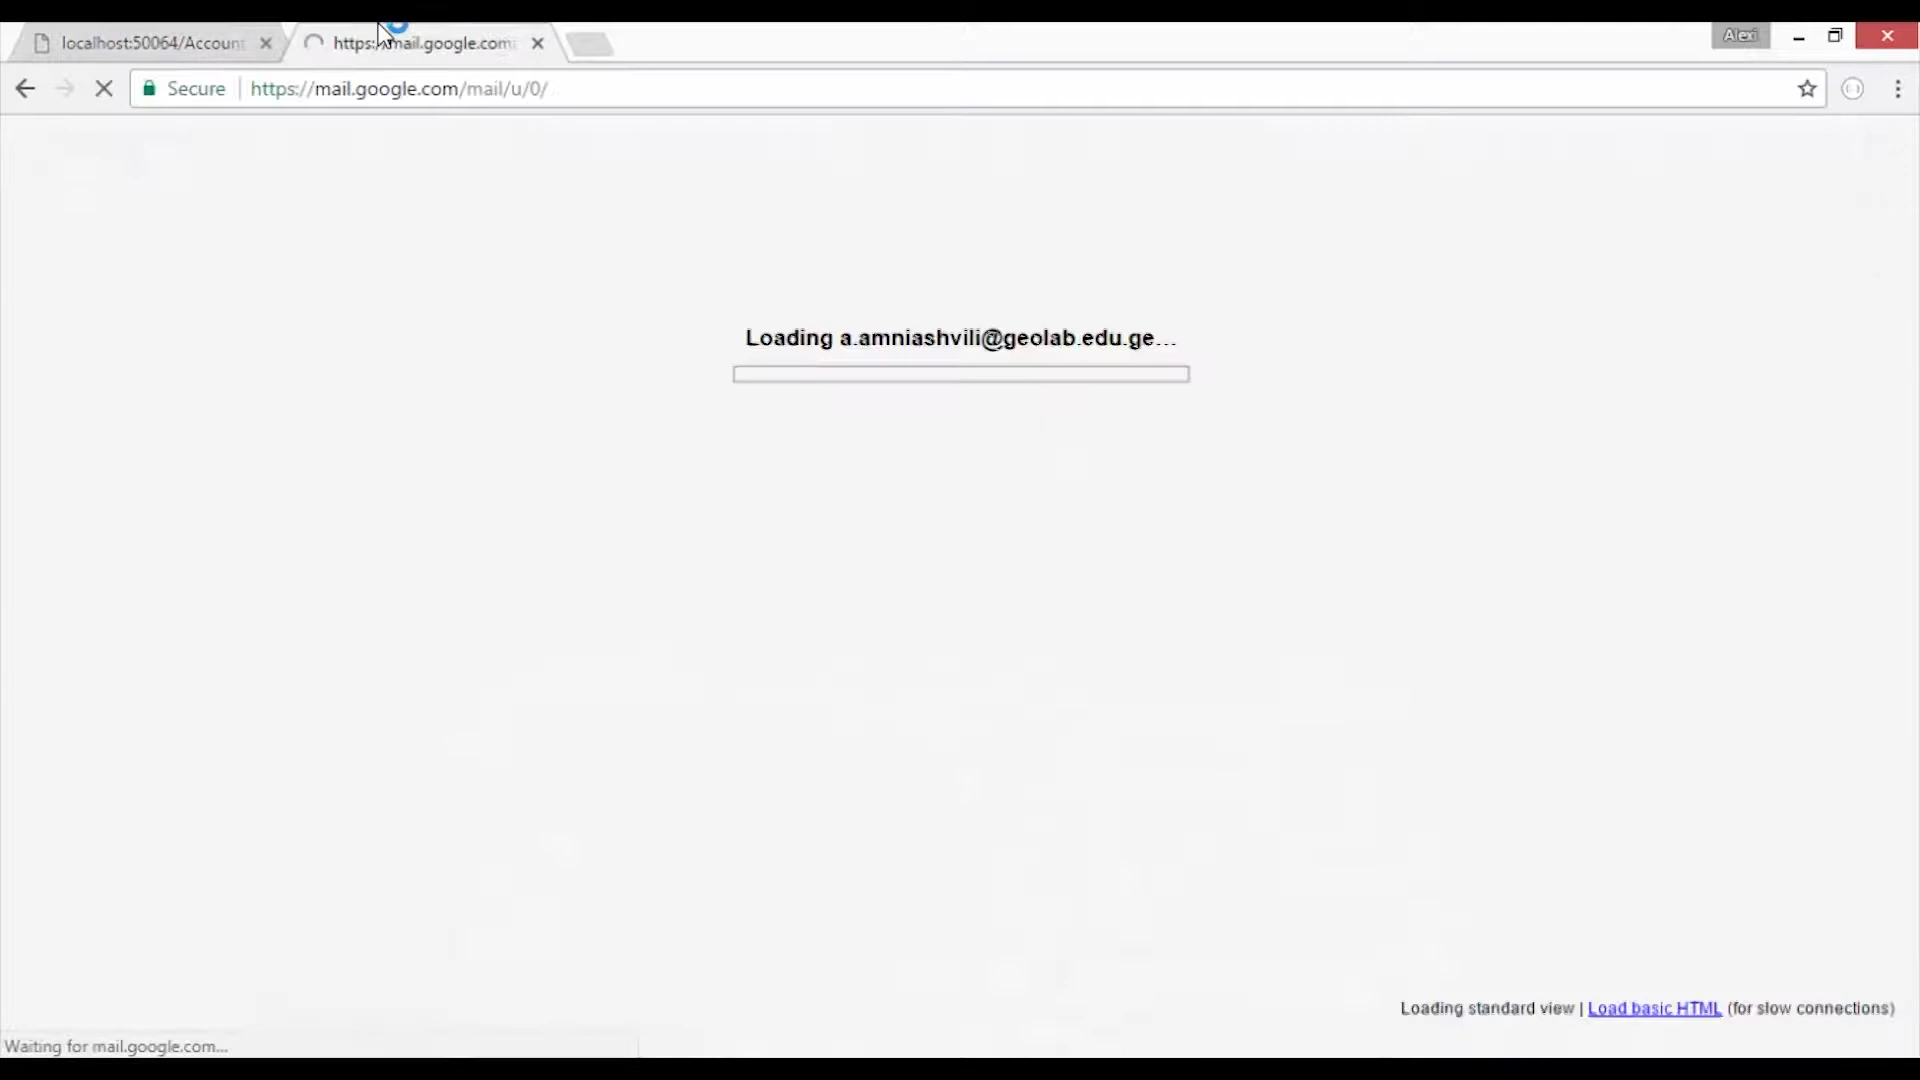 localhost:50064/Account
https://mail.google.com
Alexi
Secure
https://mail.google.com/mail/u/0/
Loading a.amniashvili@geolab.edu.ge...
Loading standard view | Load basic HTML (for slow connections)
Waiting for mail.google.com...